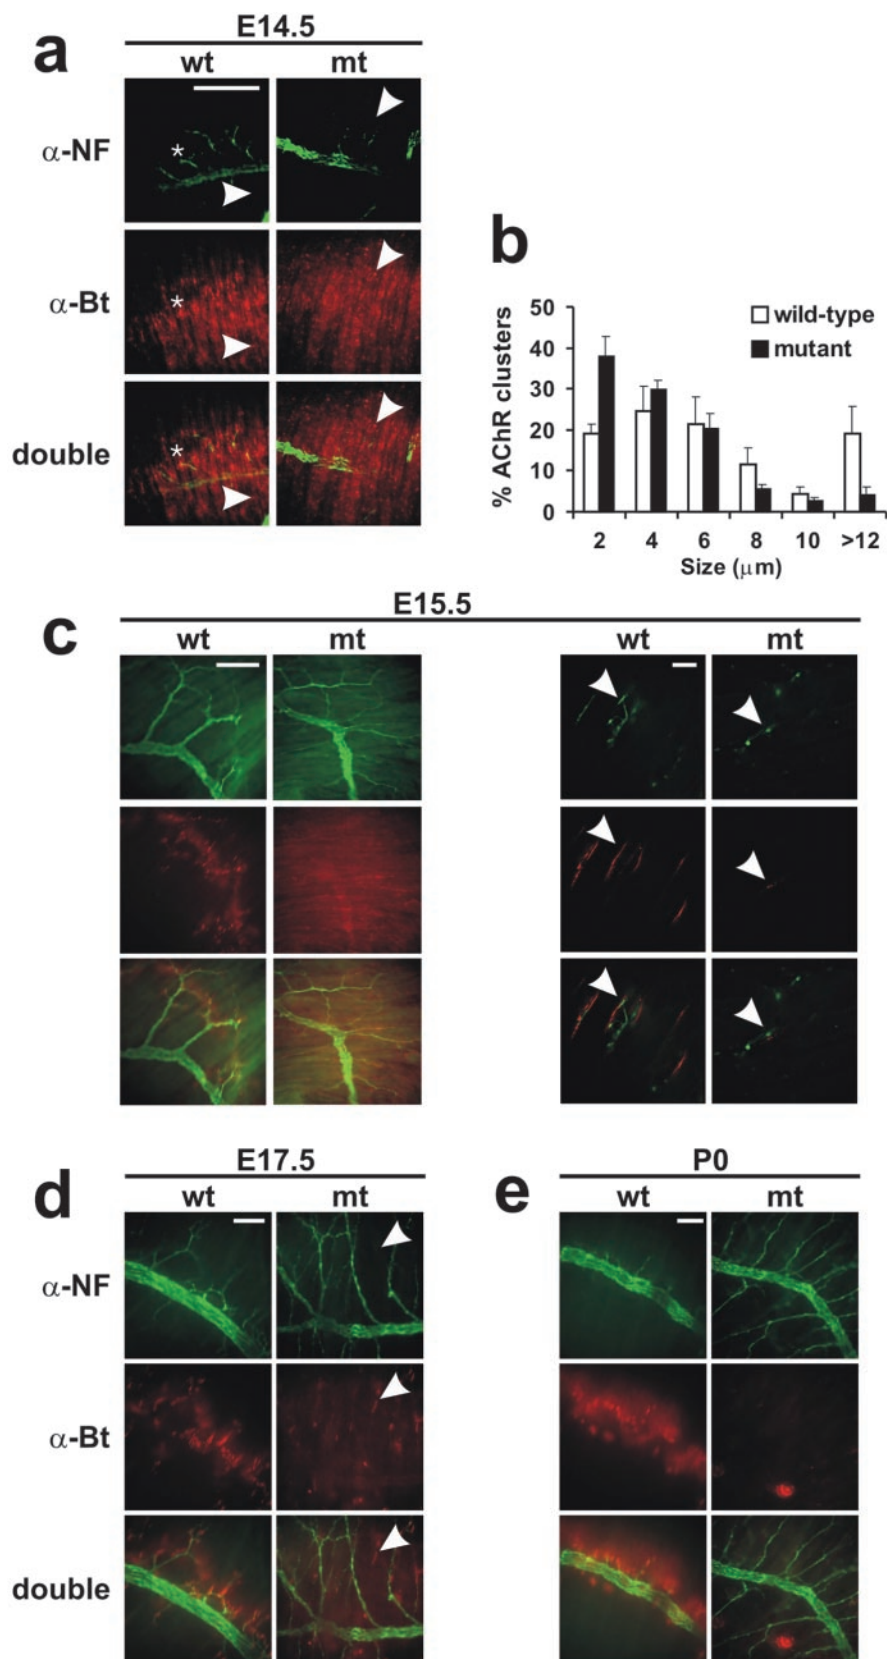 a
E14.5
wt mt
α-NF
*
α-Bt
*
double
*
b
% AChR clusters
50
40
30
20
10
0
wild-type
mutant
2 4 6 8 10 >12
Size (μm)
c
E15.5
wt mt wt mt
d
E17.5
wt mt
α-NF
α-Bt
double
e
P0
wt mt